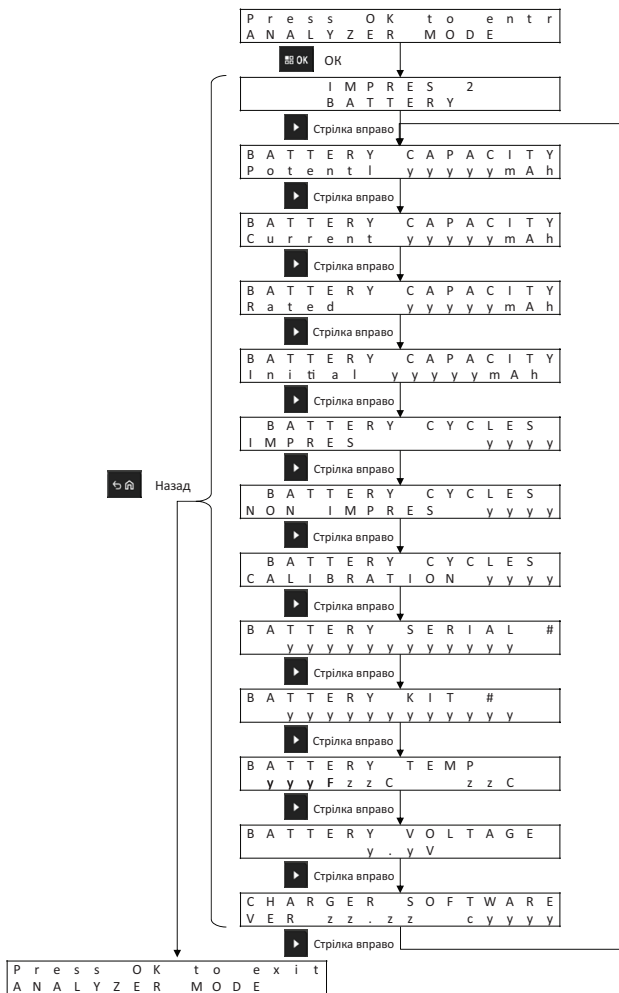 Press OK to entr
ANALYZER MODE
OK OK
IMPRES 2
BATTERY
Стрілка вправо
BATTERY CAPACITY
Potentl yyyyymAh
Стрілка вправо
BATTERY CAPACITY
Current yyyyymAh
Стрілка вправо
BATTERY CAPACITY
Rated yyyyymAh
Стрілка вправо
BATTERY CAPACITY
Initial yyyyymAh
Стрілка вправо
BATTERY CYCLES
IMPRES yyyy
Стрілка вправо
Назад
BATTERY CYCLES
NON IMPRES yyyy
Стрілка вправо
BATTERY CYCLES
CALIBRATION yyyy
Стрілка вправо
BATTERY SERIAL #
yyyyyyyyyyyy
Стрілка вправо
BATTERY KIT #
yyyyyyyyyyyy
Стрілка вправо
BATTERY TEMP
yyyFzzC zzC
Стрілка вправо
BATTERY VOLTAGE
y.yV
Стрілка вправо
CHARGER SOFTWARE
VER zz.zz cyyyy
Стрілка вправо
Press OK to exit
ANALYZER MODE